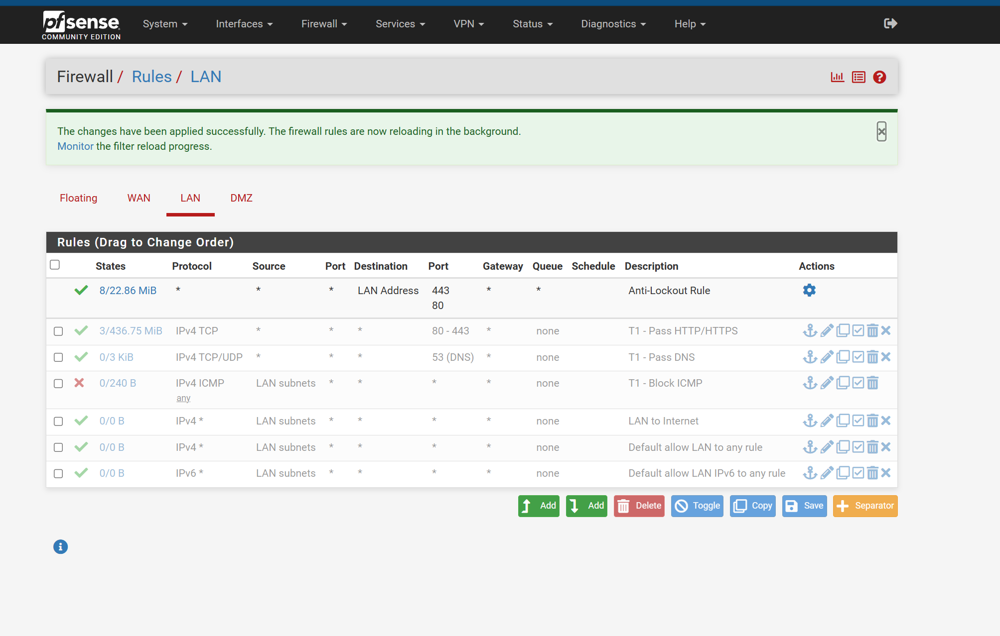 pfsense
COMMUNITY EDITION
System
Interfaces
Firewall
Services
VPN
Status
Diagnostics
Help
Firewall / Rules / LAN
The changes have been applied successfully. The firewall rules are now reloading in the background.
Monitor the filter reload progress.
Floating
WAN
LAN
DMZ
Rules (Drag to Change Order)
States Protocol Source Port Destination Port Gateway Queue Schedule Description Actions
8/22.86 MiB * * * LAN Address 443 * * Anti-Lockout Rule
80
3/436.75 MiB IPv4 TCP * * * 80 - 443 * none T1 - Pass HTTP/HTTPS
0/3 KiB IPv4 TCP/UDP * * * 53 (DNS) * none T1 - Pass DNS
0/240 B IPv4 ICMP LAN subnets * * * * none T1 - Block ICMP
any
0/0 B IPv4 * LAN subnets * * * * none LAN to Internet
0/0 B IPv4 * LAN subnets * * * * none Default allow LAN to any rule
0/0 B IPv6 * LAN subnets * * * * none Default allow LAN IPv6 to any rule
Add
Add
Delete
Toggle
Copy
Save
Separator